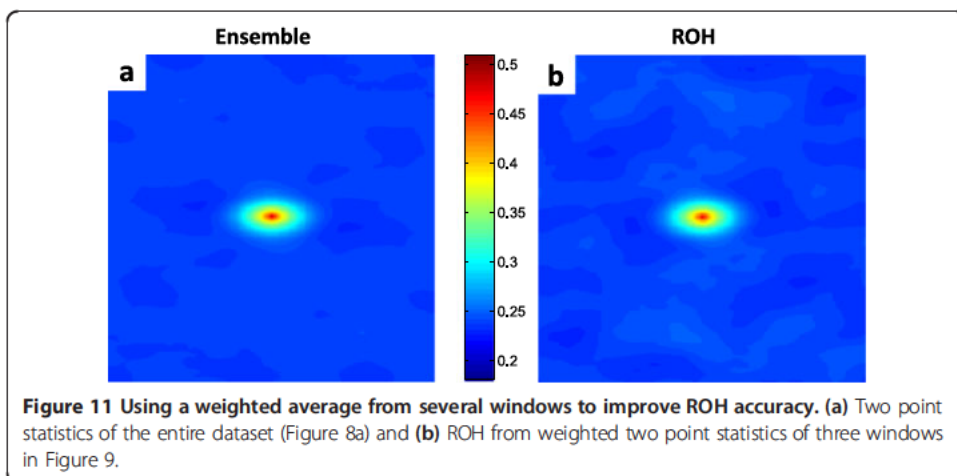 Ensemble
ROH
a
b
0.5
0.45
0.4
0.35
0.3
0.25
0.2
Figure 11 Using a weighted average from several windows to improve ROH accuracy. (a) Two point
statistics of the entire dataset (Figure 8a) and (b) ROH from weighted two point statistics of three windows
in Figure 9.